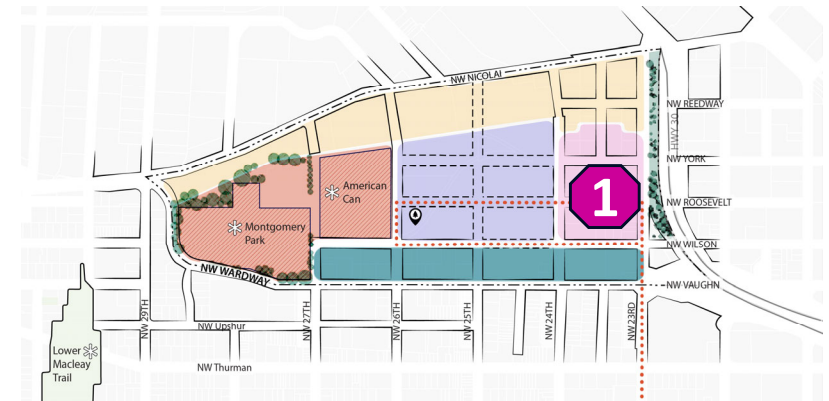 NW NICOLAI
NW REEDWAY
HWY 30
NW YORK
American
Can
1
NW ROOSEVELT
Montgomery
Park
NW WILSON
NW WARDWAY
NW VAUGHN
NW 29TH
NW 27TH
NW 26TH
NW 25TH
NW 24TH
NW 23RD
NW Upshur
Lower
Macleay
Trail
NW Thurman